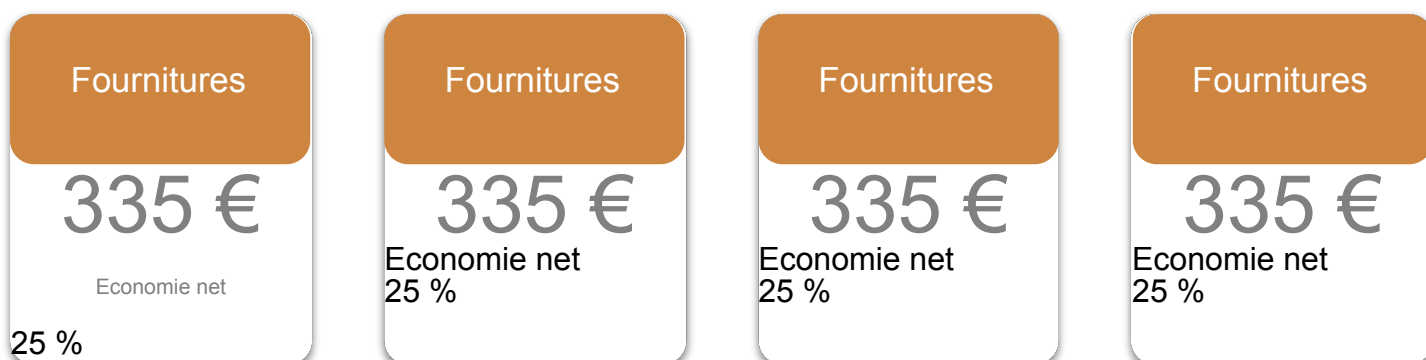 Fournitures
335 €
Economie net
25 %
Fournitures
335 €
Economie net
25 %
Fournitures
335 €
Economie net
25 %
Fournitures
335 €
Economie net
25 %